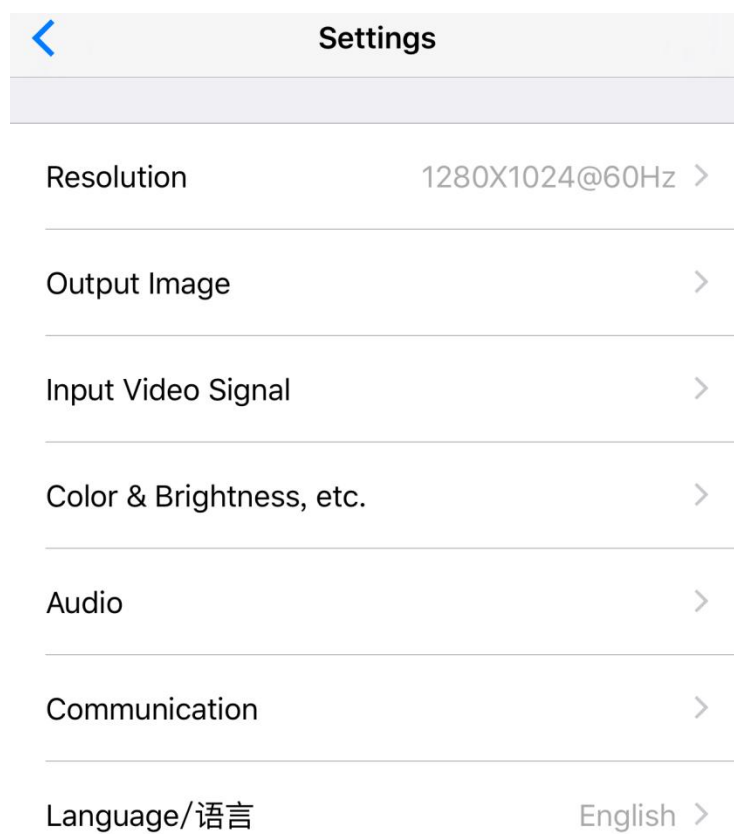 Settings
Resolution 1280X1024@60Hz
Output Image
Input Video Signal
Color & Brightness, etc.
Audio
Communication
Language/语言 English